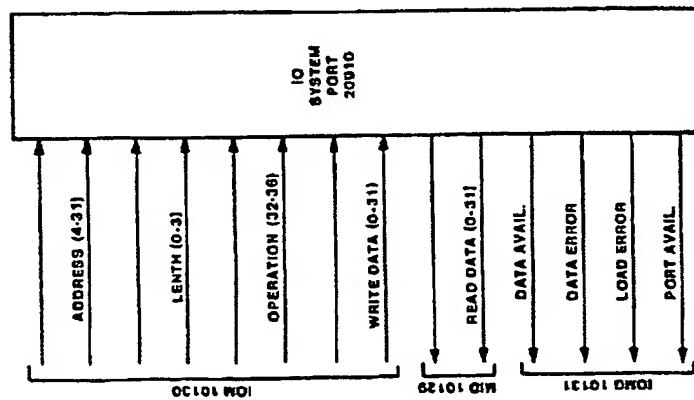 IO
SYSTEM
PORT
20910
ADDRESS (4-31)
LENTH (0-3)
OPERATION (32-36)
WRITE DATA (0-31)
READ DATA (0-31)
DATA AVAIL.
DATA ERROR
LOAD ERROR
PORT AVAIL.
IOM 10130
MIO 10129
IOMC 10131